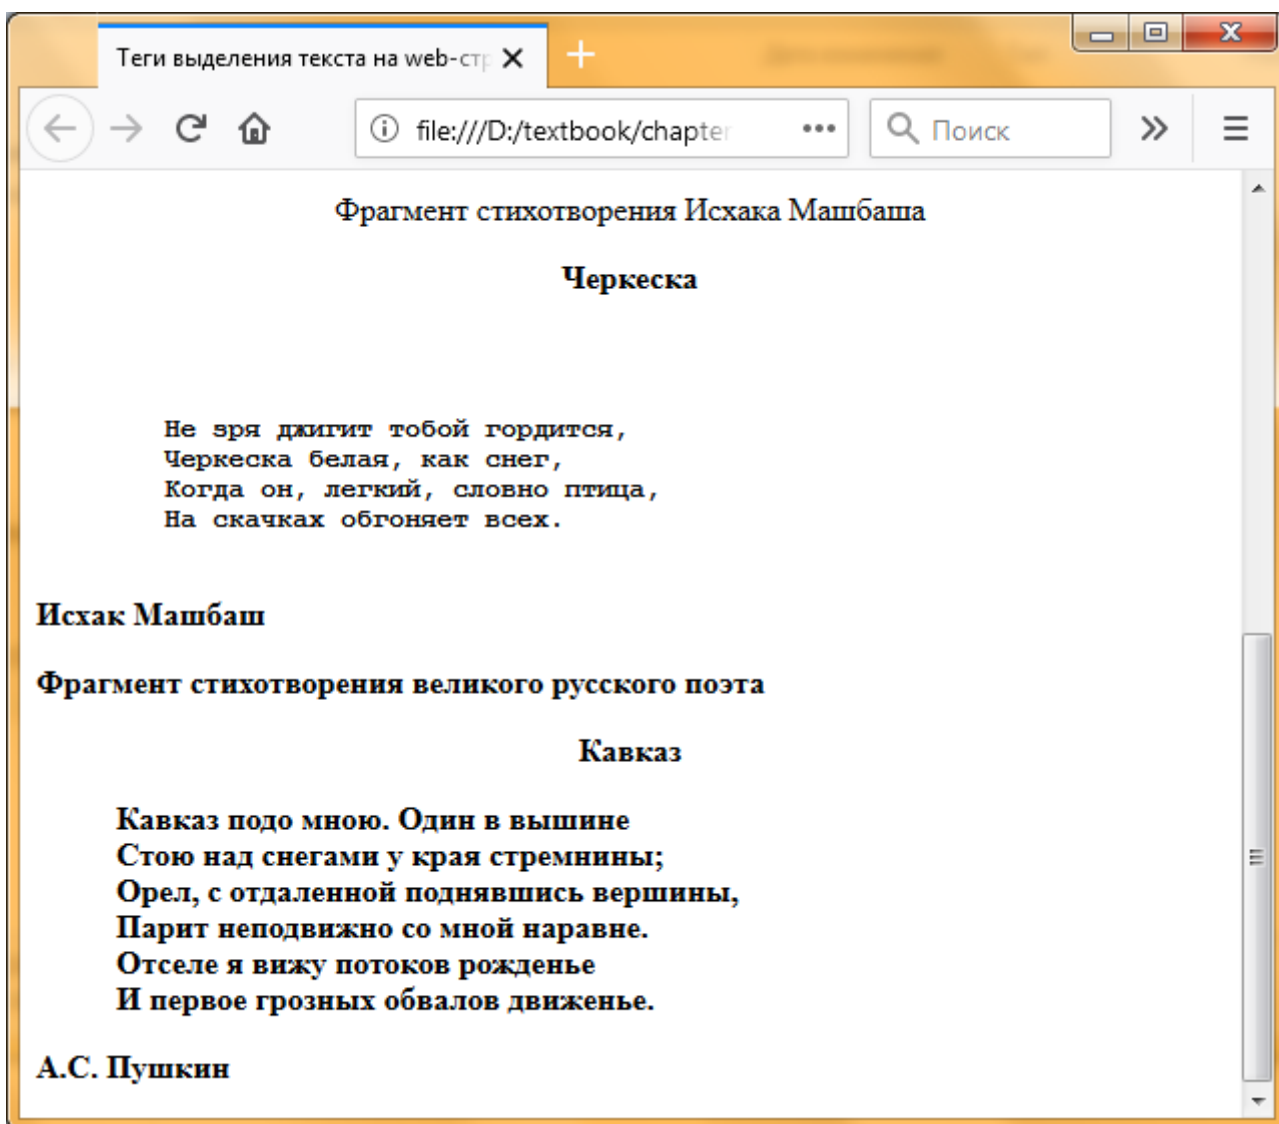 Теги выделения текста на web-стр
file:///D:/textbook/chapter
Поиск
Фрагмент стихотворения Исхака Машбаша
Черкеска
Не зря джигит тобой гордится,
Черкеска белая, как снег,
Когда он, легкий, словно птица,
На скачках обгоняет всех.
Исхак Машбаш
Фрагмент стихотворения великого русского поэта
Кавказ
Кавказ подо мною. Один в вышине
Стою над снегами у края стремнины;
Орел, с отдаленной поднявшись вершины,
Парит неподвижно со мной наравне.
Отселе я вижу потоков рожденье
И первое грозных обвалов движенье.
А.С. Пушкин